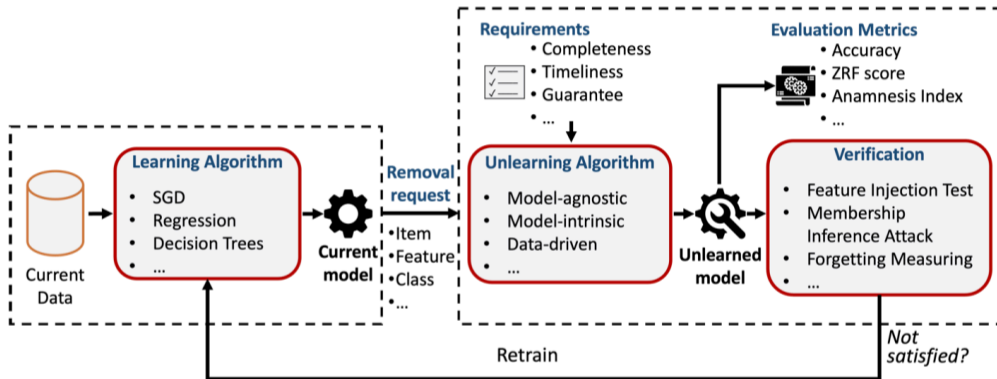 Requirements
• Completeness
• Timeliness
• Guarantee
• ...
Evaluation Metrics
• Accuracy
• ZRF score
• Anamnesis Index
• ...
Current
Data
Learning Algorithm
• SGD
• Regression
• Decision Trees
• ...
Current
model
Removal
request
•Item
•Feature
•Class
•...
Unlearning Algorithm
• Model-agnostic
• Model-intrinsic
• Data-driven
• ...
Unlearned
model
Verification
• Feature Injection Test
• Membership
Inference Attack
• Forgetting Measuring
• ...
Not
satisfied?
Retrain